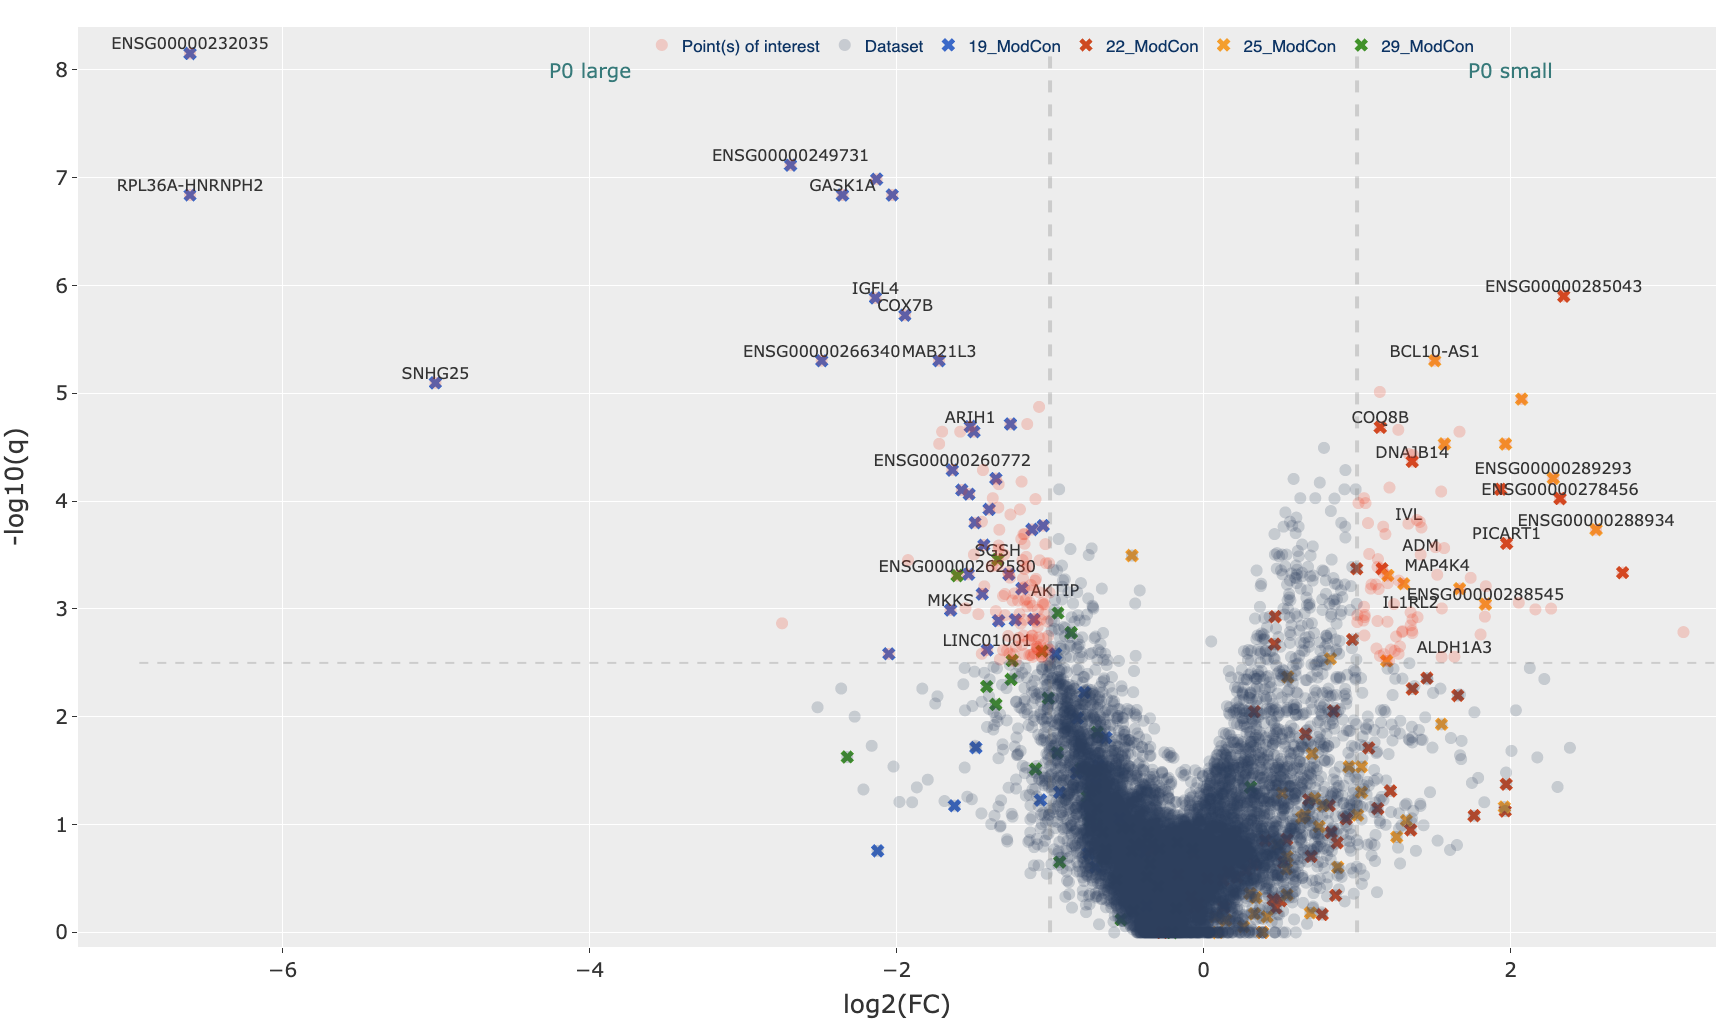 Point(s) of interest
Dataset
19_ModCon
22_ModCon
25_ModCon
29_ModCon
P0 large
P0 small
ENSG00000232035
ENSG00000249731
RPL36A-HNRNPH2
GASK1A
IGFL4
COX7B
ENSG00000285043
ENSG00000266340
MAB21L3
BCL10-AS1
SNHG25
ARIH1
COQ8B
DNAJB14
ENSG00000260772
ENSG00000289293
ENSG00000278456
IVL
ENSG00000288934
PICART1
SGSH
ADM
ENSG00000262580
MAP4K4
AKTIP
ENSG00000288545
MKKS
IL1RL2
LINC01001
ALDH1A3
8
7
6
5
4
3
2
1
0
-log10(q)
−6
−4
−2
0
2
log2(FC)